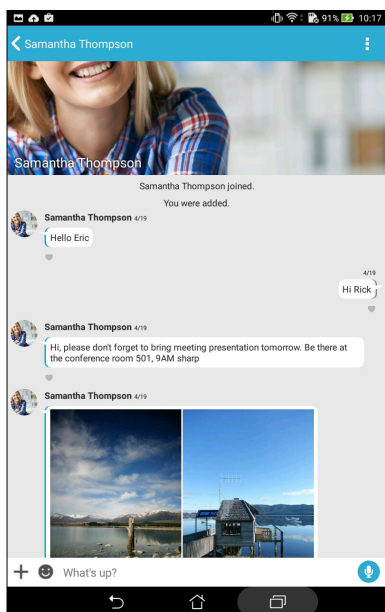 91% 10:17
Samantha Thompson
Samantha Thompson
Samantha Thompson joined.
You were added.
Samantha Thompson 4/19
Hello Eric
4/19
Hi Rick
Samantha Thompson 4/19
Hi, please don't forget to bring meeting presentation tomorrow. Be there at
the conference room 501, 9AM sharp
Samantha Thompson 4/19
What's up?